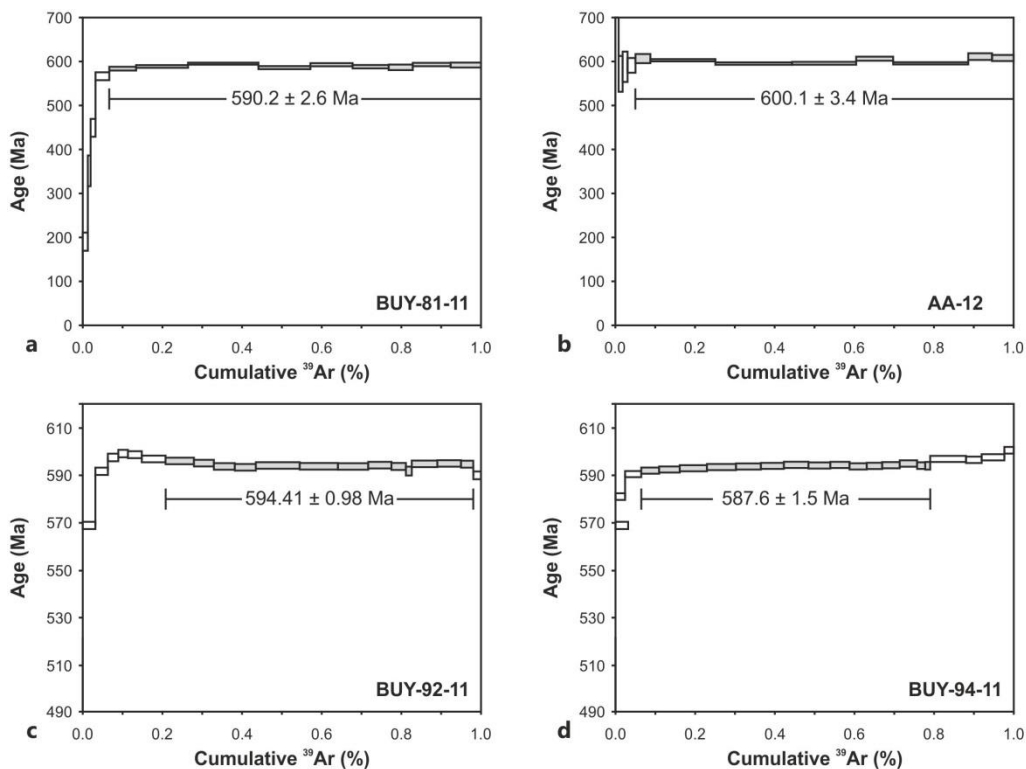 700
600
500
400
300
200
100
0
Age (Ma)
590.2 ± 2.6 Ma
BUY-81-11
a
0.0 0.2 0.4 0.6 0.8 1.0
Cumulative ³⁹Ar (%)
700
600
500
400
300
200
100
0
Age (Ma)
600.1 ± 3.4 Ma
AA-12
b
0.0 0.2 0.4 0.6 0.8 1.0
Cumulative ³⁹Ar (%)
610
590
570
550
530
510
490
Age (Ma)
594.41 ± 0.98 Ma
BUY-92-11
c
0.0 0.2 0.4 0.6 0.8 1.0
Cumulative ³⁹Ar (%)
610
590
570
550
530
510
490
Age (Ma)
587.6 ± 1.5 Ma
BUY-94-11
d
0.0 0.2 0.4 0.6 0.8 1.0
Cumulative ³⁹Ar (%)